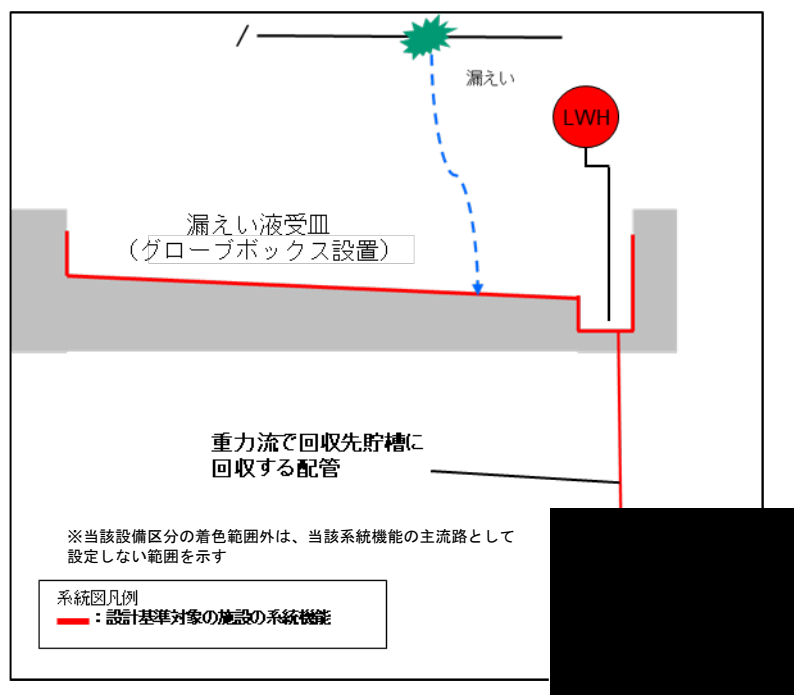 漏えい
LWH
漏えい液受皿
（グローブボックス設置）
重力流で回収先貯槽に
回収する配管
※当該設備区分の着色範囲外は、当該系統機能の主流路として
設定しない範囲を示す
系統図凡例
：設計基準対象の施設の系統機能